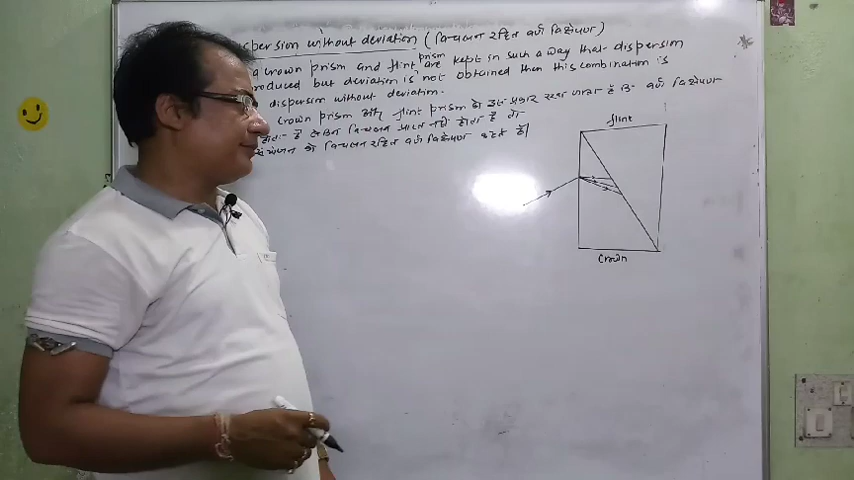 spersion without deviation (विचलन रहित वर्ण विक्षेपण)
a crown prism and flint prism are kept in such a way that dispersion
roduced but deviation is not obtained then this combination is
dispersion without deviation.
crown prism और flint prism को इस प्रकार रखा जाता है कि वर्ण विक्षेपण
होता है लेकिन विचलन प्राप्त नहीं होता है तो
संयोजन को विचलन रहित वर्ण विक्षेपण कहते हैं|
flint
crown